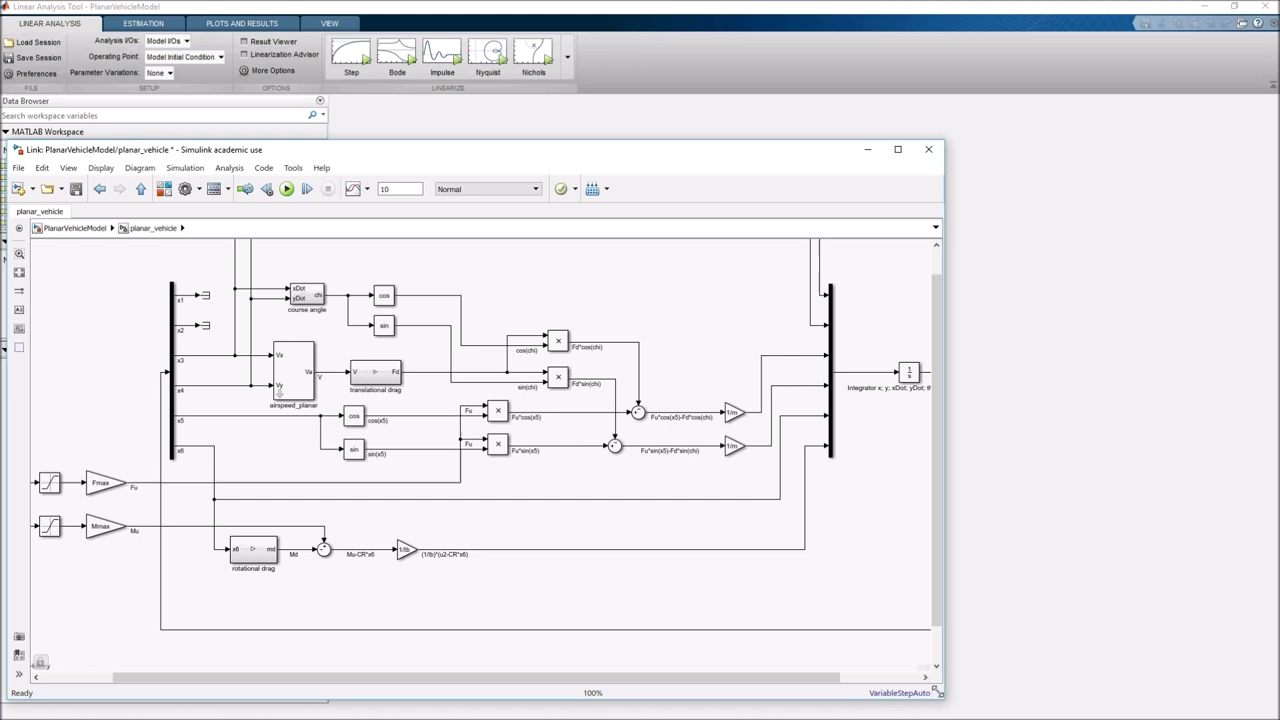 Linear Analysis Tool - PlanarVehicleModel
LINEAR ANALYSIS ESTIMATION PLOTS AND RESULTS VIEW
Load Session
Save Session
Preferences
FILE
Analysis I/Os: Model I/Os
Operating Point: Model Initial Condition
Parameter Variations: None
SETUP
Result Viewer
Linearization Advisor
More Options
OPTIONS
Step Bode Impulse Nyquist Nichols
LINEARIZE
Data Browser
Search workspace variables
MATLAB Workspace
Link: PlanarVehicleModel/planar_vehicle * - Simulink academic use
File Edit View Display Diagram Simulation Analysis Code Tools Help
10 Normal
planar_vehicle
PlanarVehicleModel planar_vehicle
x1
x2
x3
x4
x5
x6
xDot
yDot
chi
course angle
cos
sin
Vx
Vy
Va
airspeed_planar
V
V Fd
translational drag
cos
cos(x5)
sin
sin(x5)
cos(chi)
× Fd*cos(chi)
sin(chi)
× Fd*sin(chi)
Fu × Fu*cos(x5)
Fu × Fu*sin(x5)
Fu*cos(x5)-Fd*cos(chi)
1/m
Fu*sin(x5)-Fd*sin(chi)
1/m
1
s
Integrator x; y; xDot; yDot; th
Fmax Fu
Mmax Mu
x6 md
rotational drag
Md
Mu-CR*x6
1/Ib
(1/Ib)*(u2-CR*x6)
Ready 100% VariableStepAuto